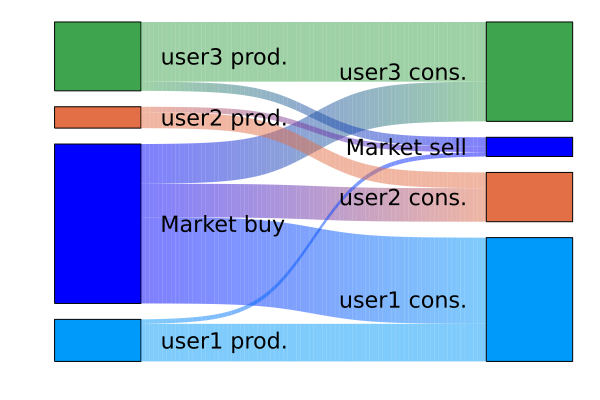 user3 prod.
user3 cons.
user2 prod.
Market sell
user2 cons.
Market buy
user1 cons.
user1 prod.